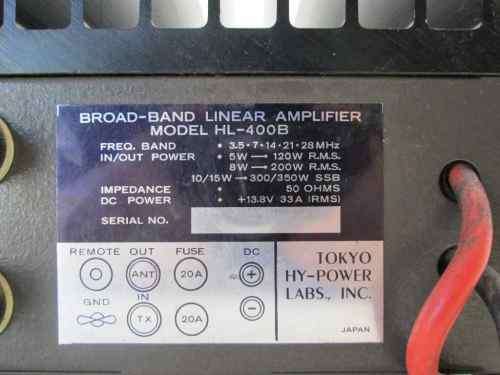 BROAD-BAND LINEAR AMPLIFIER
MODEL HL-400B
FREQ. BAND • 3.5・7・14・21・28MHz
IN/OUT POWER • 5W → 120W R.M.S.
8W → 200W R.M.S.
10/15W → 300/350W SSB
IMPEDANCE • 50 OHMS
DC POWER • +13.8V 33A (RMS)
SERIAL NO.
REMOTE OUT FUSE DC
ANT 20A +
GND IN
TX 20A −
TOKYO
HY-POWER
LABS., INC.
JAPAN